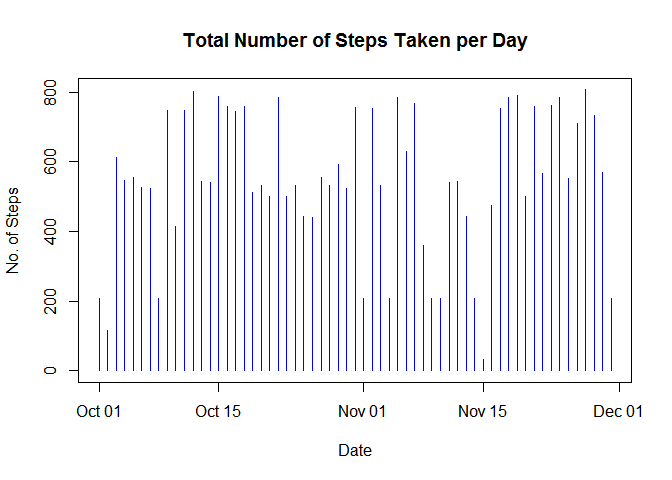 Total Number of Steps Taken per Day
No. of Steps
800
600
400
200
0
Oct 01 Oct 15 Nov 01 Nov 15 Dec 01
Date